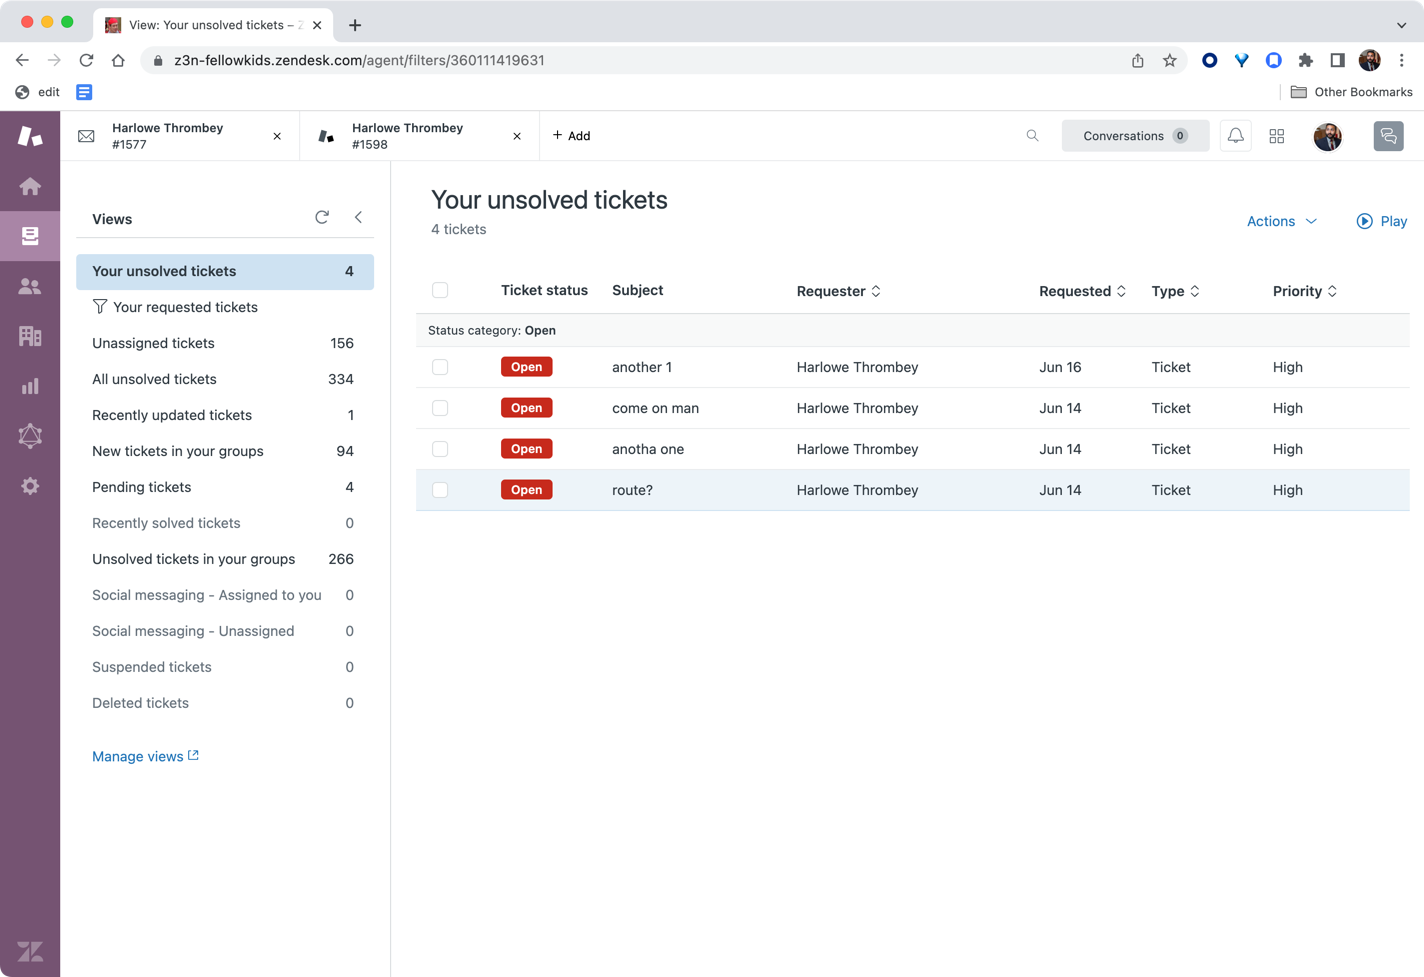 View: Your unsolved tickets –
z3n-fellowkids.zendesk.com/agent/filters/360111419631
edit
Other Bookmarks
Harlowe Thrombey
#1577
Harlowe Thrombey
#1598
+ Add
Conversations 0
Views
Your unsolved tickets 4
Your requested tickets
Unassigned tickets 156
All unsolved tickets 334
Recently updated tickets 1
New tickets in your groups 94
Pending tickets 4
Recently solved tickets 0
Unsolved tickets in your groups 266
Social messaging - Assigned to you 0
Social messaging - Unassigned 0
Suspended tickets 0
Deleted tickets 0
Manage views
Your unsolved tickets
4 tickets
Actions
Play
Ticket status Subject Requester Requested Type Priority
Status category: Open
Open another 1 Harlowe Thrombey Jun 16 Ticket High
Open come on man Harlowe Thrombey Jun 14 Ticket High
Open anotha one Harlowe Thrombey Jun 14 Ticket High
Open route? Harlowe Thrombey Jun 14 Ticket High